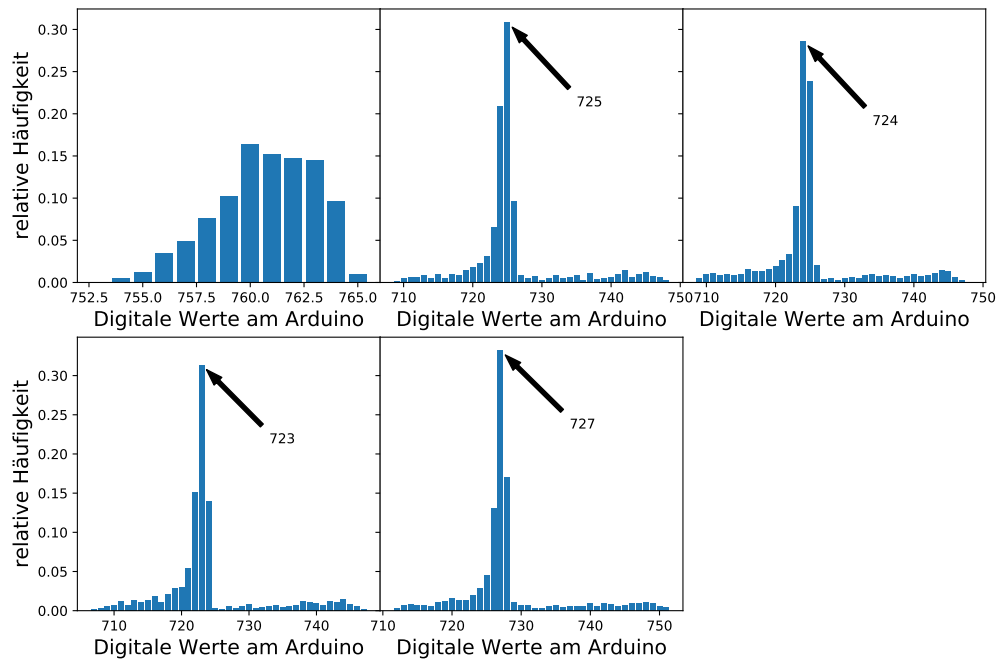 relative Häufigkeit
0.30
0.25
0.20
0.15
0.10
0.05
0.00
725
724
752.5 755.0 757.5 760.0 762.5 765.0
710 720 730 740 750
710 720 730 740 750
Digitale Werte am Arduino
Digitale Werte am Arduino
Digitale Werte am Arduino
relative Häufigkeit
0.30
0.25
0.20
0.15
0.10
0.05
0.00
723
727
710 720 730 740
710 720 730 740 750
Digitale Werte am Arduino
Digitale Werte am Arduino